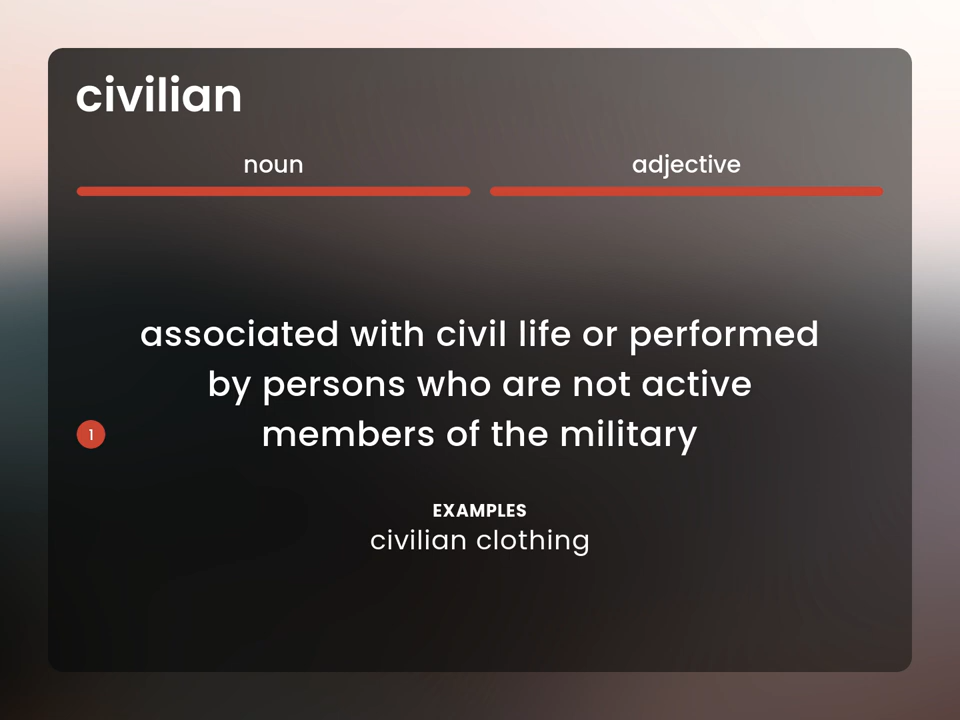 civilian
noun
adjective
associated with civil life or performed
by persons who are not active
members of the military
1
EXAMPLES
civilian clothing